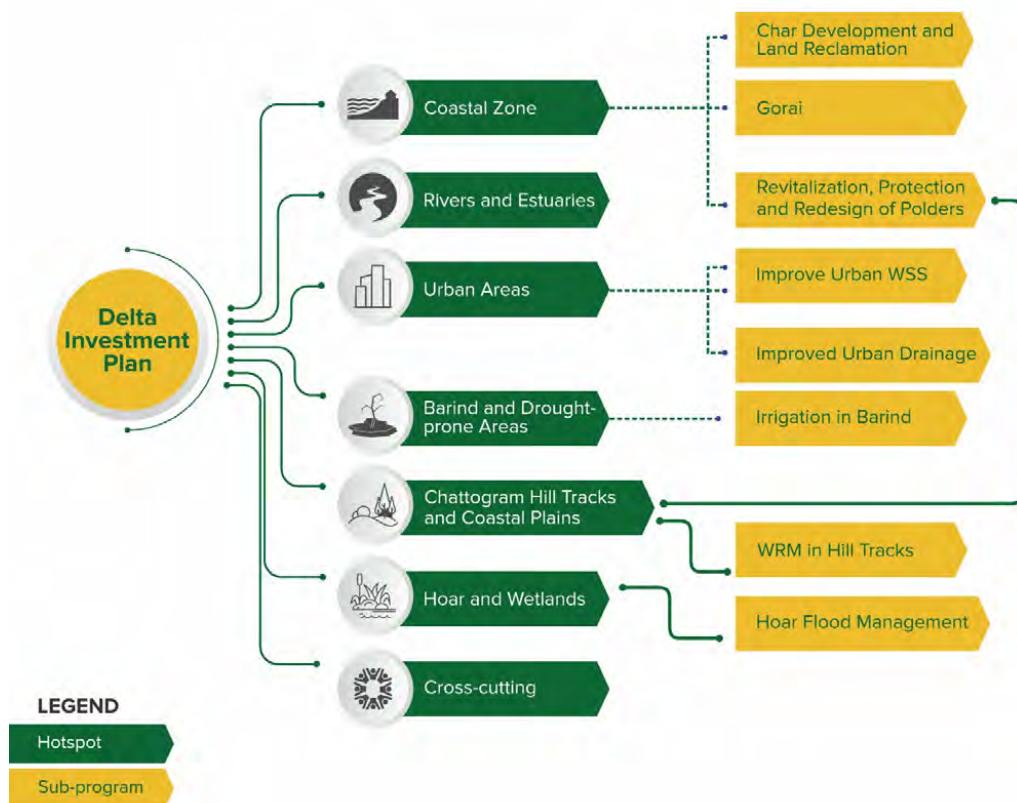 Delta
Investment
Plan
Coastal Zone
Rivers and Estuaries
Urban Areas
Barind and Drought-
prone Areas
Chattogram Hill Tracks
and Coastal Plains
Hoar and Wetlands
Cross-cutting
Char Development and
Land Reclamation
Gorai
Revitalization, Protection
and Redesign of Polders
Improve Urban WSS
Improved Urban Drainage
Irrigation in Barind
WRM in Hill Tracks
Hoar Flood Management
LEGEND
Hotspot
Sub-program